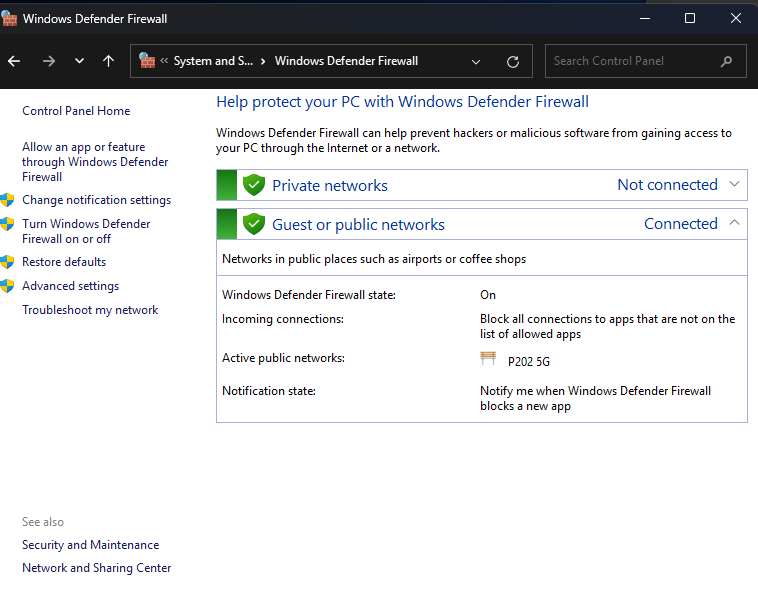 Windows Defender Firewall
« System and S... › Windows Defender Firewall
Search Control Panel
Control Panel Home
Allow an app or feature
through Windows Defender
Firewall
Change notification settings
Turn Windows Defender
Firewall on or off
Restore defaults
Advanced settings
Troubleshoot my network
Help protect your PC with Windows Defender Firewall
Windows Defender Firewall can help prevent hackers or malicious software from gaining access to
your PC through the Internet or a network.
Private networks Not connected
Guest or public networks Connected
Networks in public places such as airports or coffee shops
Windows Defender Firewall state: On
Incoming connections: Block all connections to apps that are not on the
list of allowed apps
Active public networks: P202 5G
Notification state: Notify me when Windows Defender Firewall
blocks a new app
See also
Security and Maintenance
Network and Sharing Center